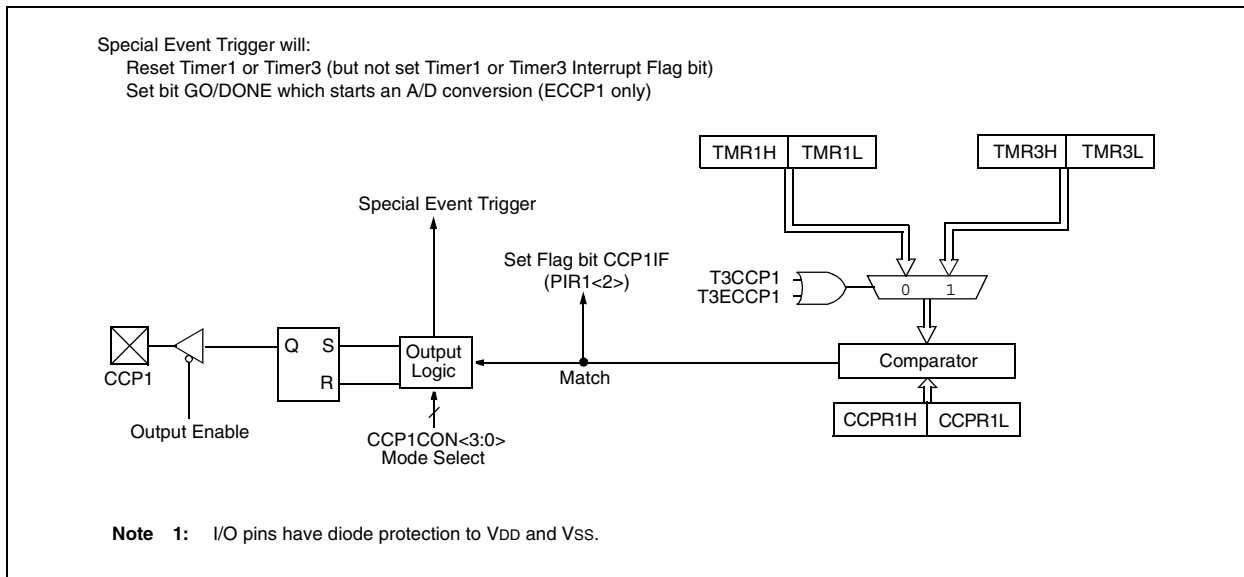 Special Event Trigger will:
Reset Timer1 or Timer3 (but not set Timer1 or Timer3 Interrupt Flag bit)
Set bit GO/DONE which starts an A/D conversion (ECCP1 only)
TMR1H TMR1L
TMR3H TMR3L
Special Event Trigger
Set Flag bit CCP1IF
(PIR1<2>)
T3CCP1
T3ECCP1
0 1
Q S
R
Output
Logic
Match
Comparator
CCP1
Output Enable
CCP1CON<3:0>
Mode Select
CCPR1H CCPR1L
Note 1: I/O pins have diode protection to VDD and VSS.